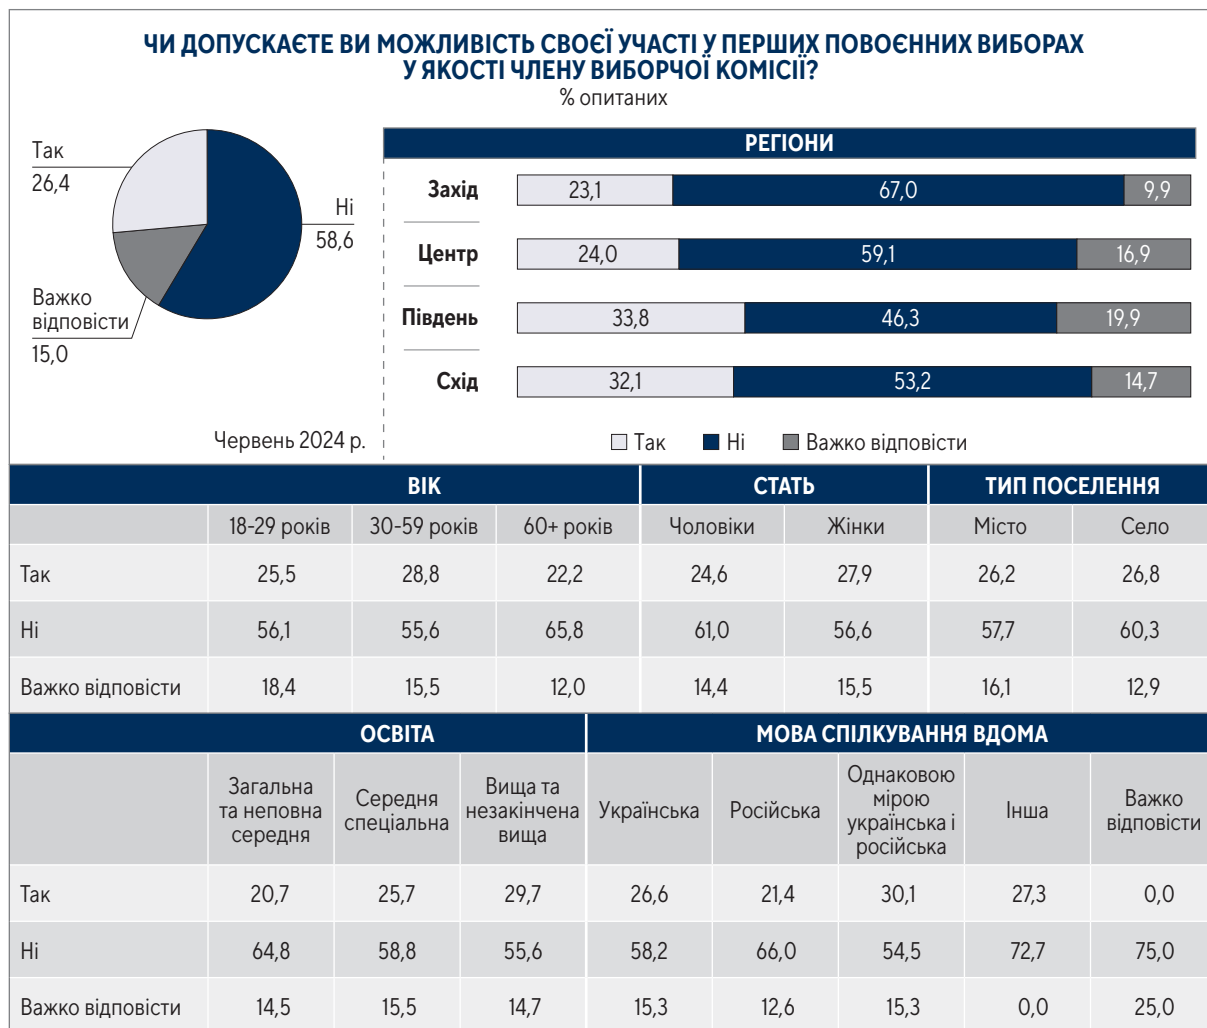 ЧИ ДОПУСКАЄТЕ ВИ МОЖЛИВІСТЬ СВОЄЇ УЧАСТІ У ПЕРШИХ ПОВОЄННИХ ВИБОРАХ
У ЯКОСТІ ЧЛЕНУ ВИБОРЧОЇ КОМІСІЇ?
% опитаних
Так
26,4
Ні
58,6
Важко
відповісти
15,0
Червень 2024 р.
РЕГІОНИ
Захід 23,1 67,0 9,9
Центр 24,0 59,1 16,9
Південь 33,8 46,3 19,9
Схід 32,1 53,2 14,7
Так Ні Важко відповісти
ВІК СТАТЬ ТИП ПОСЕЛЕННЯ
18-29 років 30-59 років 60+ років Чоловіки Жінки Місто Село
Так 25,5 28,8 22,2 24,6 27,9 26,2 26,8
Ні 56,1 55,6 65,8 61,0 56,6 57,7 60,3
Важко відповісти 18,4 15,5 12,0 14,4 15,5 16,1 12,9
ОСВІТА МОВА СПІЛКУВАННЯ ВДОМА
Загальна
та неповна
середня
Середня
спеціальна
Вища та
незакінчена
вища
Українська
Російська
Однаковою
мірою
українська і
російська
Інша
Важко
відповісти
Так 20,7 25,7 29,7 26,6 21,4 30,1 27,3 0,0
Ні 64,8 58,8 55,6 58,2 66,0 54,5 72,7 75,0
Важко відповісти 14,5 15,5 14,7 15,3 12,6 15,3 0,0 25,0